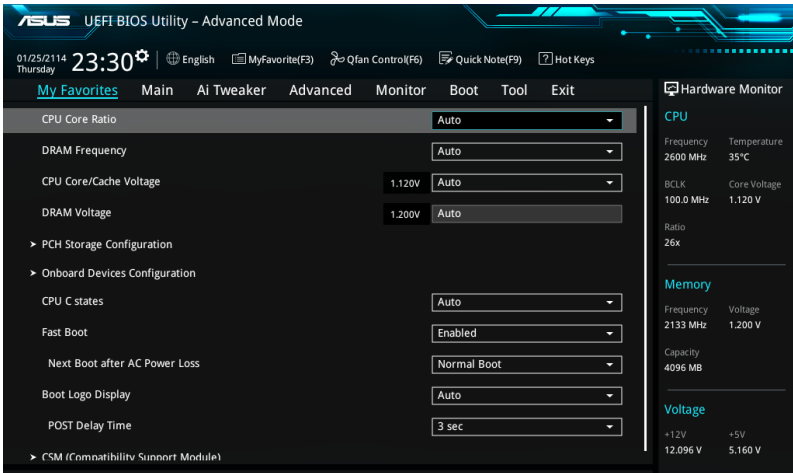 ASUS UEFI BIOS Utility – Advanced Mode
01/25/2114
Thursday
23:30
English MyFavorite(F3) Qfan Control(F6) Quick Note(F9) ? Hot Keys
My Favorites Main Ai Tweaker Advanced Monitor Boot Tool Exit
CPU Core Ratio Auto
DRAM Frequency Auto
CPU Core/Cache Voltage 1.120V Auto
DRAM Voltage 1.200V Auto
> PCH Storage Configuration
> Onboard Devices Configuration
CPU C states Auto
Fast Boot Enabled
Next Boot after AC Power Loss Normal Boot
Boot Logo Display Auto
POST Delay Time 3 sec
> CSM (Compatibility Support Module)
Hardware Monitor
CPU
Frequency Temperature
2600 MHz 35°C
BCLK Core Voltage
100.0 MHz 1.120 V
Ratio
26x
Memory
Frequency Voltage
2133 MHz 1.200 V
Capacity
4096 MB
Voltage
+12V +5V
12.096 V 5.160 V